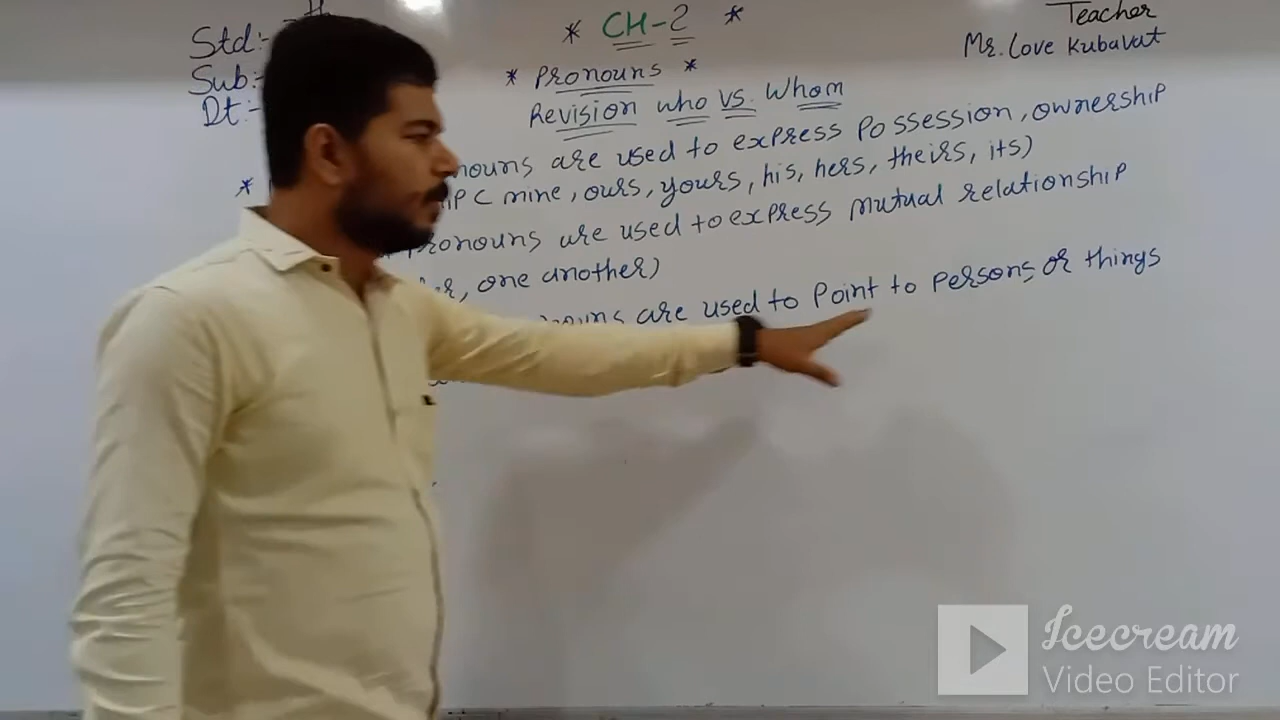 Std:-
* CH-2 *
Teacher
Sub:-
* Pronouns *
Mr. Love Kubavat
Dt:-
Revision who vs. Whom
nouns are used to express Possession, ownership
* IP ( mine, ours, yours, his, hers, theirs, its)
Pronouns are used to express mutual relationship
er, one another)
nouns are used to Point to persons or things
Icecream
Video Editor